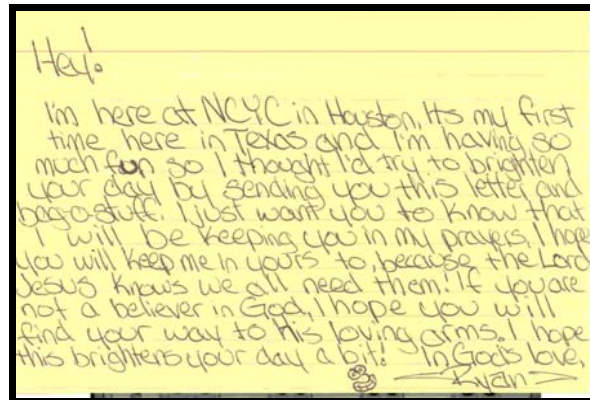 Hey!
I'm here at NCYC in Houston. Its my first
time here in Texas and I'm having so
much fun so I thought I'd try to brighten
your day by sending you this letter and
bag-o-stuff. I just want you to know that
I will be keeping you in my prayers. I hope
you will keep me in yours to, because the Lord
Jesus knows we all need them! If you are
not a believer in God, I hope you will
find your way to his loving arms. I hope
this brightens your day a bit! In God's love,
Ryan